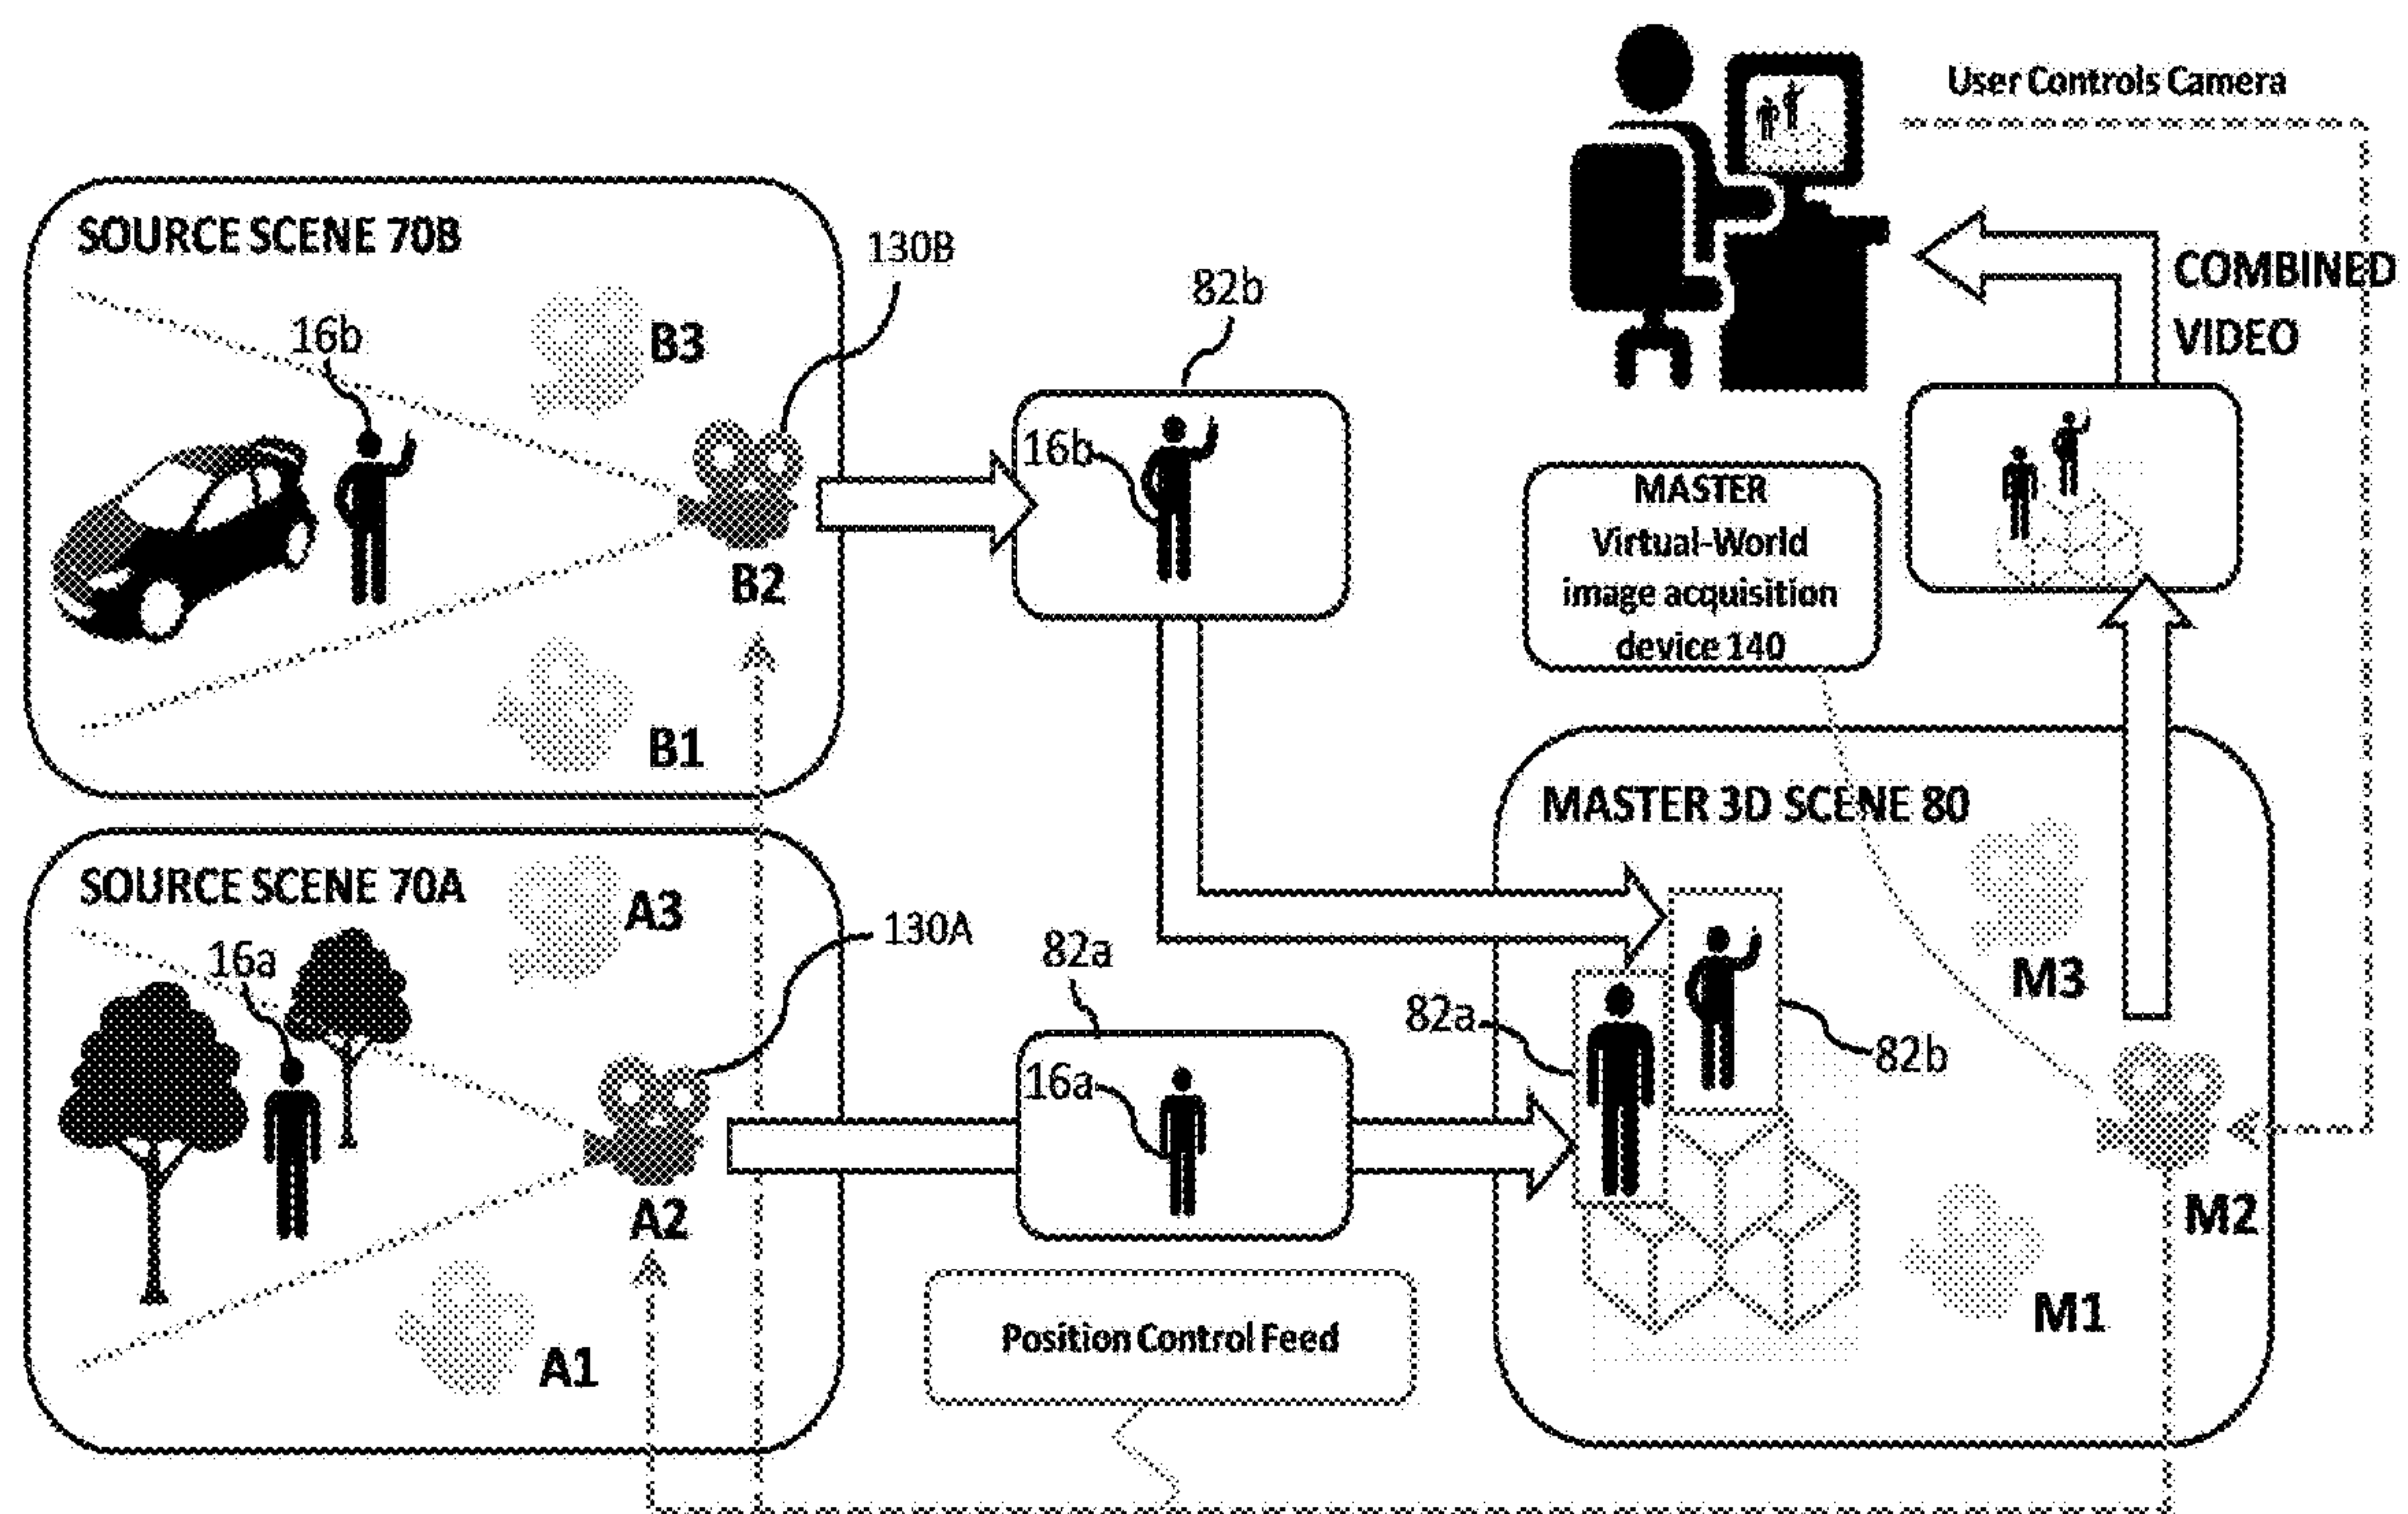 User Controls Camera
SOURCE SCENE 70B
130B
16b
B3
82b
COMBINED
VIDEO
16b
B2
B1
MASTER
Virtual-World
image acquisition
device 140
MASTER 3D SCENE 80
SOURCE SCENE 70A
A3
130A
16a
82a
M3
82a
82b
16a
A2
M2
M1
A1
Position Control Feed